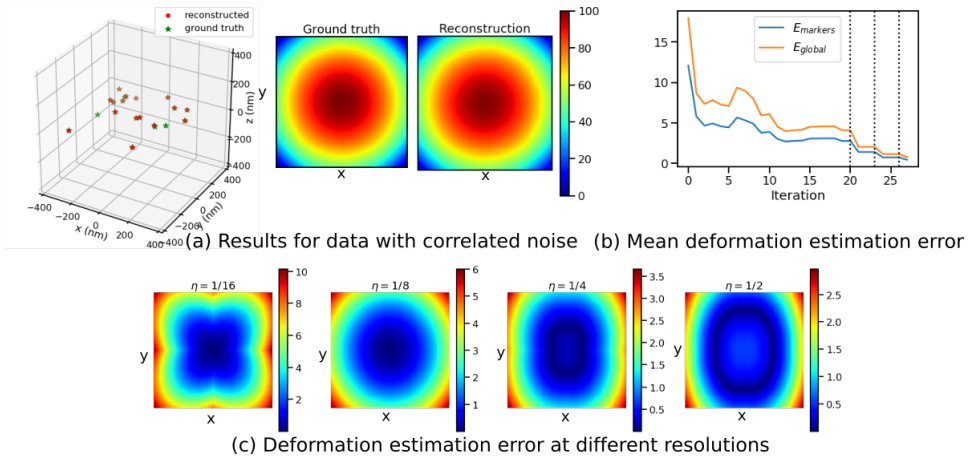 reconstructed
ground truth
400
200
0
−200
−400
z (nm)
−400
−200
0
200
400
x (nm)
−400
−200
0
200
400
y (nm)
Ground truth
Reconstruction
y
x
x
100
80
60
40
20
0
E_markers
E_global
15
10
5
0
0
5
10
15
20
25
Iteration
(a) Results for data with correlated noise
(b) Mean deformation estimation error
η = 1/16
y
x
10
8
6
4
2
η = 1/8
y
x
6
5
4
3
2
1
η = 1/4
y
x
3.5
3.0
2.5
2.0
1.5
1.0
0.5
η = 1/2
y
x
2.5
2.0
1.5
1.0
0.5
(c) Deformation estimation error at different resolutions